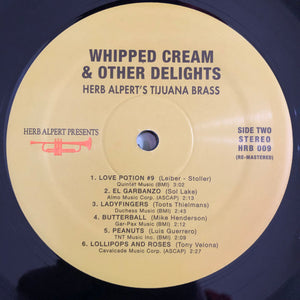 WHIPPED CREAM
& OTHER DELIGHTS
HERB ALPERT'S TIJUANA BRASS
HERB ALPERT PRESENTS
SIDE TWO
STEREO
HRB 009
(RE-MASTERED)
1. LOVE POTION #9 (Leiber - Stoller)
Quintet Music (BMI) 3:02
2. EL GARBANZO (Sol Lake)
Almo Music Corp. (ASCAP) 2:13
3. LADYFINGERS (Toots Thielmans)
Duchess Music (BMI) 2:43
4. BUTTERBALL (Mike Henderson)
Gar-Pax Music (BMI) 2:12
5. PEANUTS (Luis Guerrero)
TNT Music Inc. (BMI) 2:09
6. LOLLIPOPS AND ROSES (Tony Velona)
Cavalcade Music Corp. (ASCAP) 2:27